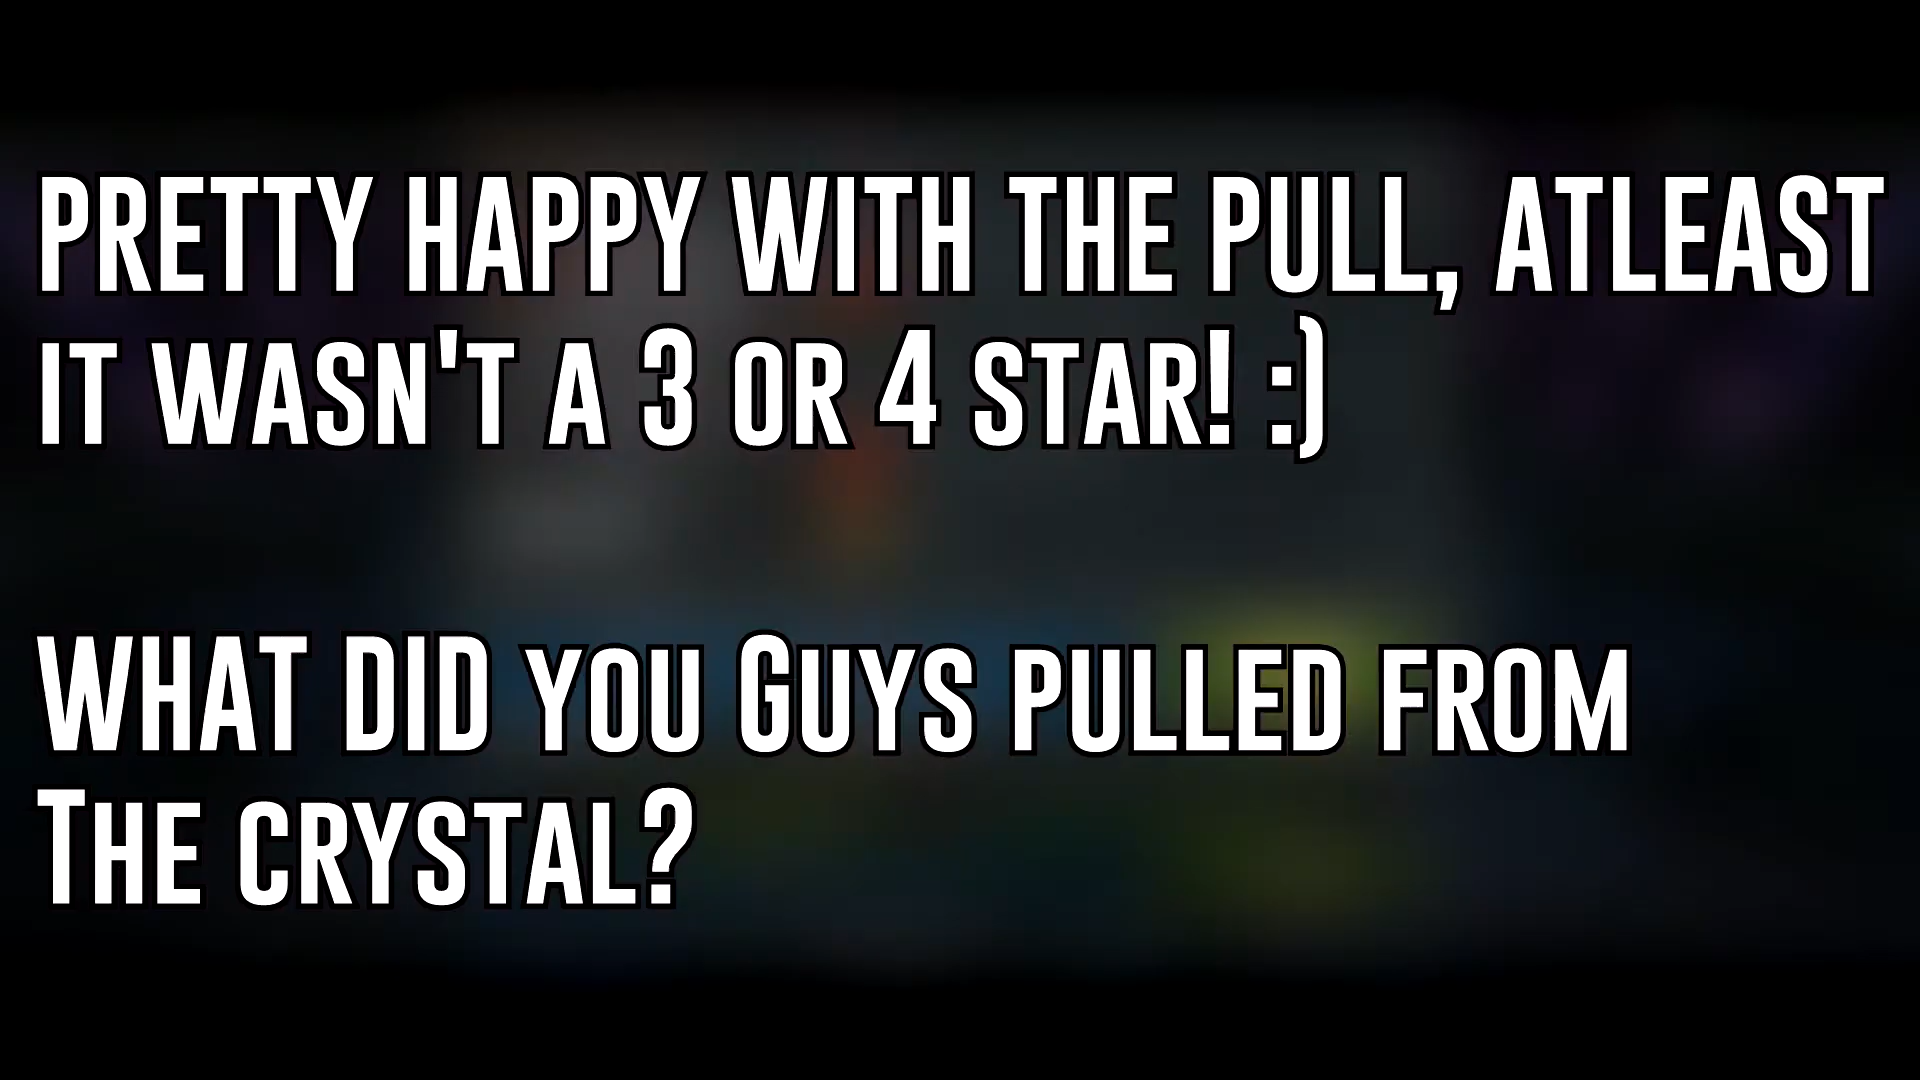 PRETTY HAPPY WITH THE PULL, ATLEAST
IT WASN'T A 3 OR 4 STAR! :)
WHAT DID YOU GUYS PULLED FROM
THE CRYSTAL?